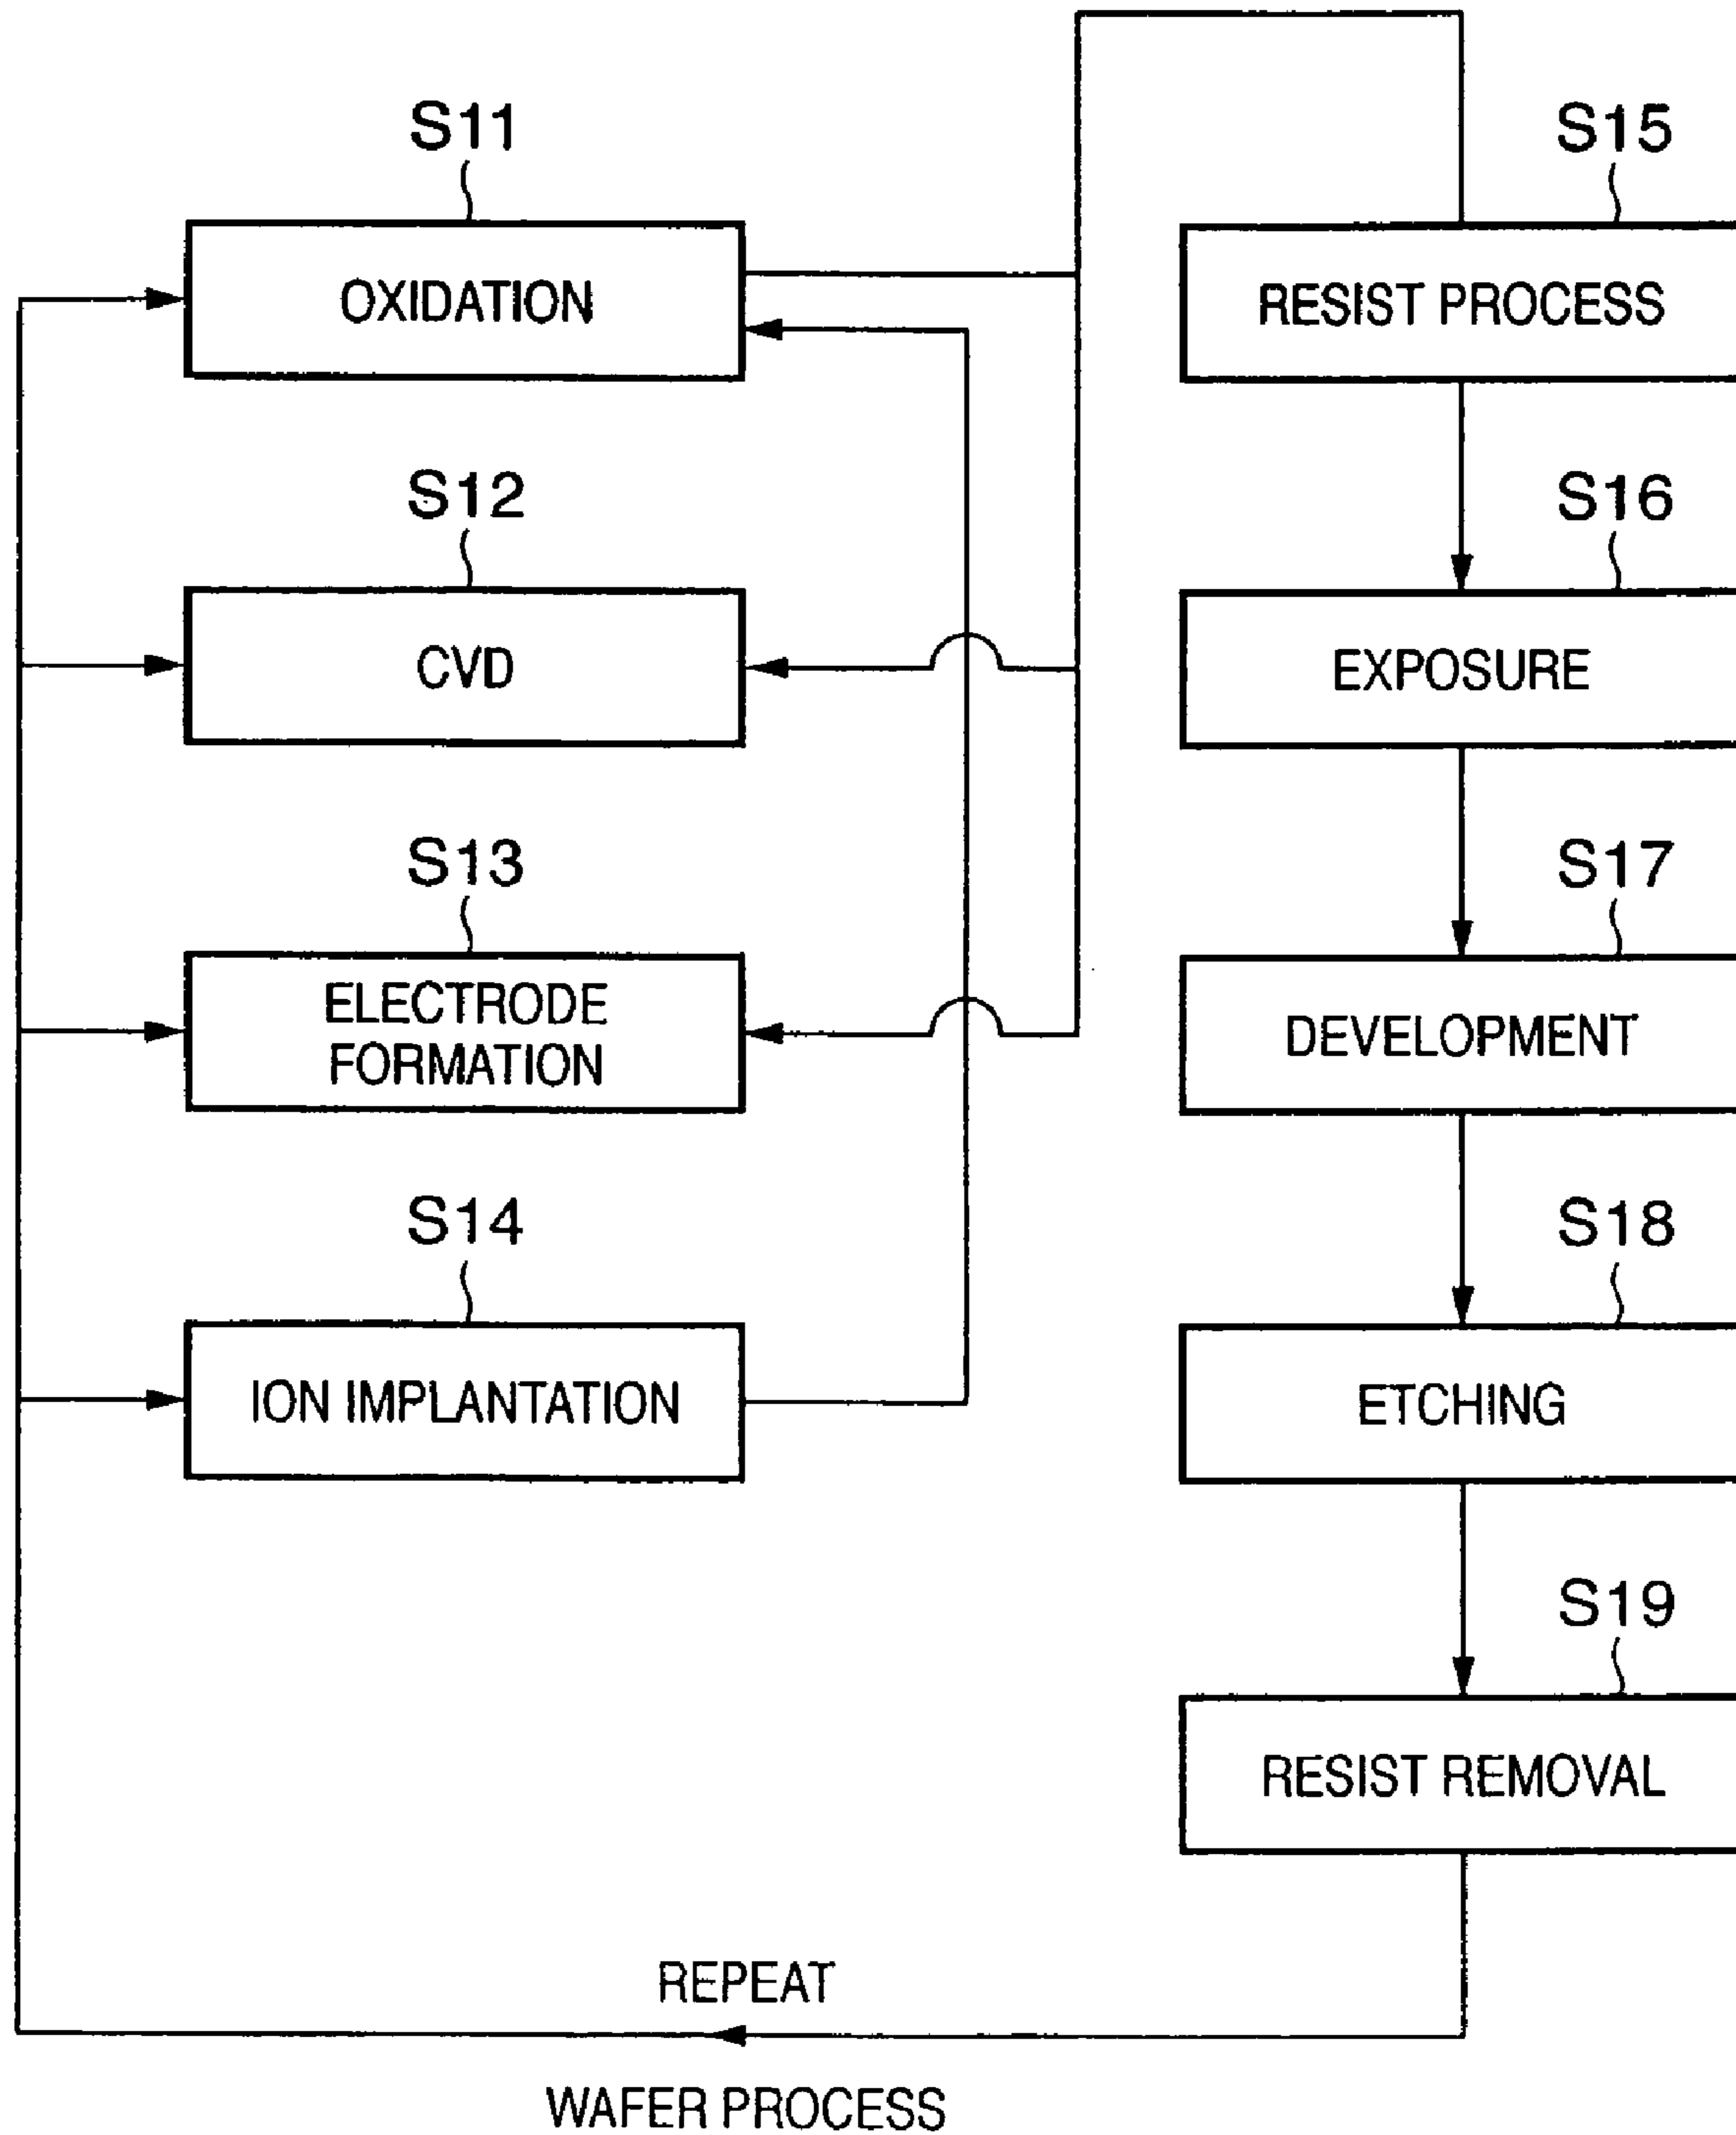 S11
OXIDATION
S12
CVD
S13
ELECTRODE
FORMATION
S14
ION IMPLANTATION
S15
RESIST PROCESS
S16
EXPOSURE
S17
DEVELOPMENT
S18
ETCHING
S19
RESIST REMOVAL
REPEAT
WAFER PROCESS